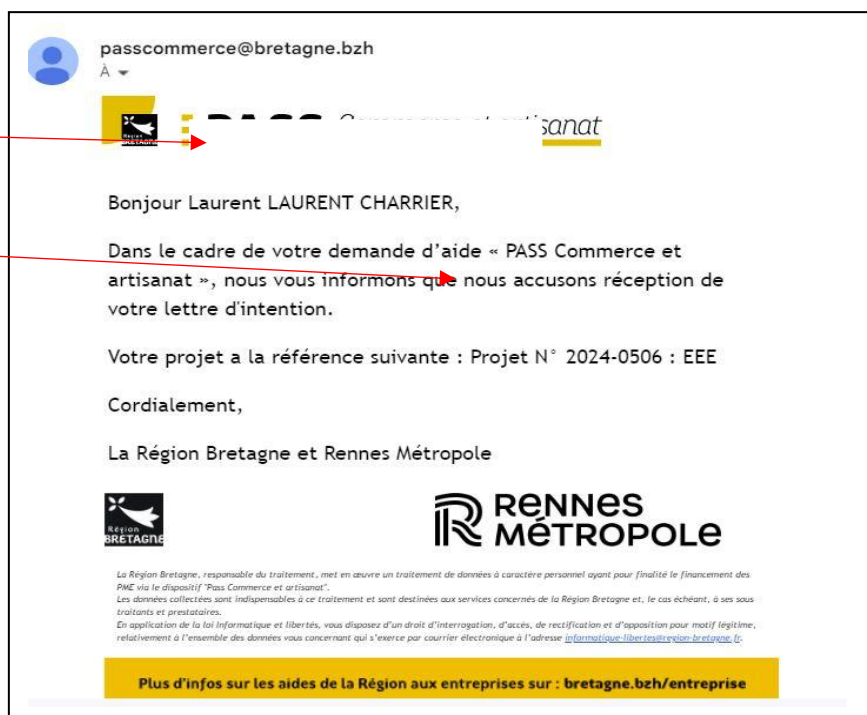 passcommerce@bretagne.bzh
À
Région
BRETAGNE
Bonjour Laurent LAURENT CHARRIER,
Dans le cadre de votre demande d'aide « PASS Commerce et
artisanat », nous vous informons que nous accusons réception de
votre lettre d'intention.
Votre projet a la référence suivante : Projet N° 2024-0506 : EEE
Cordialement,
La Région Bretagne et Rennes Métropole
Région
BRETAGNE
RENNES
MÉTROPOLE
La Région Bretagne, responsable du traitement, met en œuvre un traitement de données à caractère personnel ayant pour finalité le financement des
PME via le dispositif "Pass Commerce et artisanat".
Les données collectées sont indispensables à ce traitement et sont destinées aux services concernés de la Région Bretagne et, le cas échéant, à ses sous
traitants et prestataires.
En application de la loi Informatique et libertés, vous disposez d'un droit d'interrogation, d'accès, de rectification et d'opposition pour motif légitime,
relativement à l'ensemble des données vous concernant qui s'exerce par courrier électronique à l'adresse informatique-libertes@region-bretagne.fr.
Plus d'infos sur les aides de la Région aux entreprises sur : bretagne.bzh/entreprise